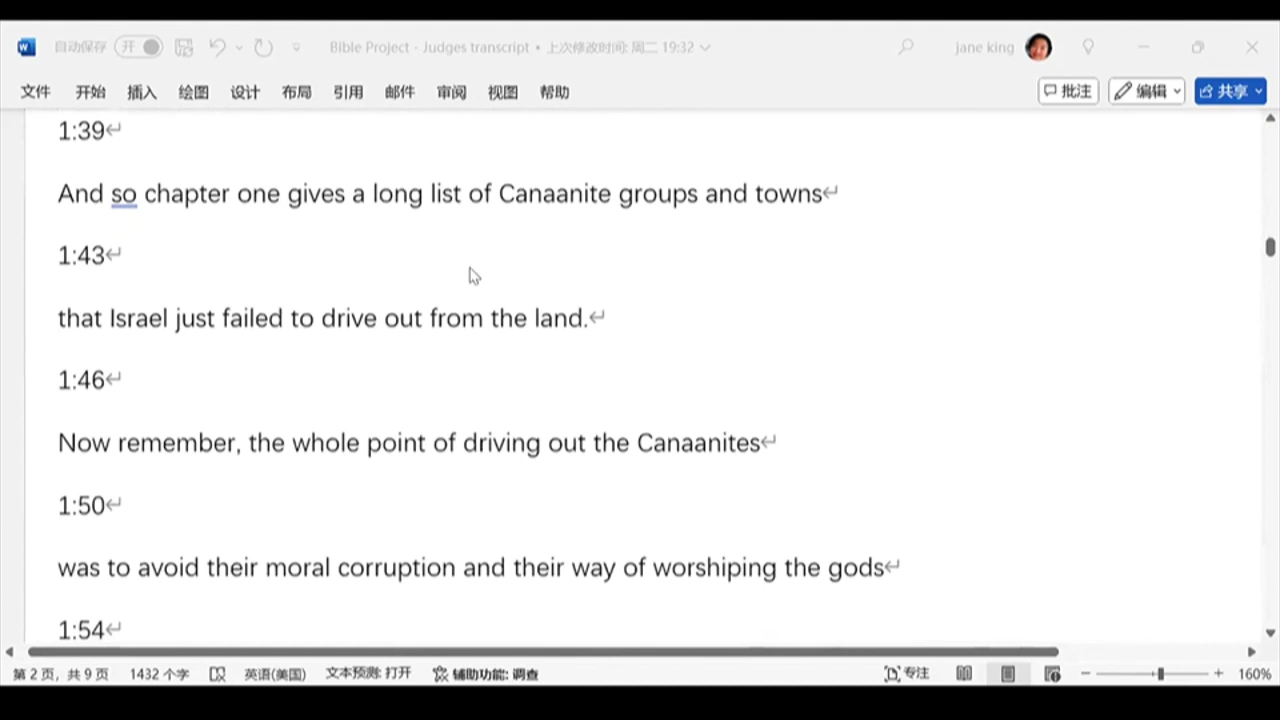 自动保存 开 Bible Project - Judges transcript • 上次修改时间: 周二 19:32 jane king
文件 开始 插入 绘图 设计 布局 引用 邮件 审阅 视图 帮助 批注 编辑 共享
1:39
And so chapter one gives a long list of Canaanite groups and towns
1:43
that Israel just failed to drive out from the land.
1:46
Now remember, the whole point of driving out the Canaanites
1:50
was to avoid their moral corruption and their way of worshiping the gods
1:54
第 2 页，共 9 页 1432 个字 英语(美国) 文本预测: 打开 辅助功能: 调查 专注 160%